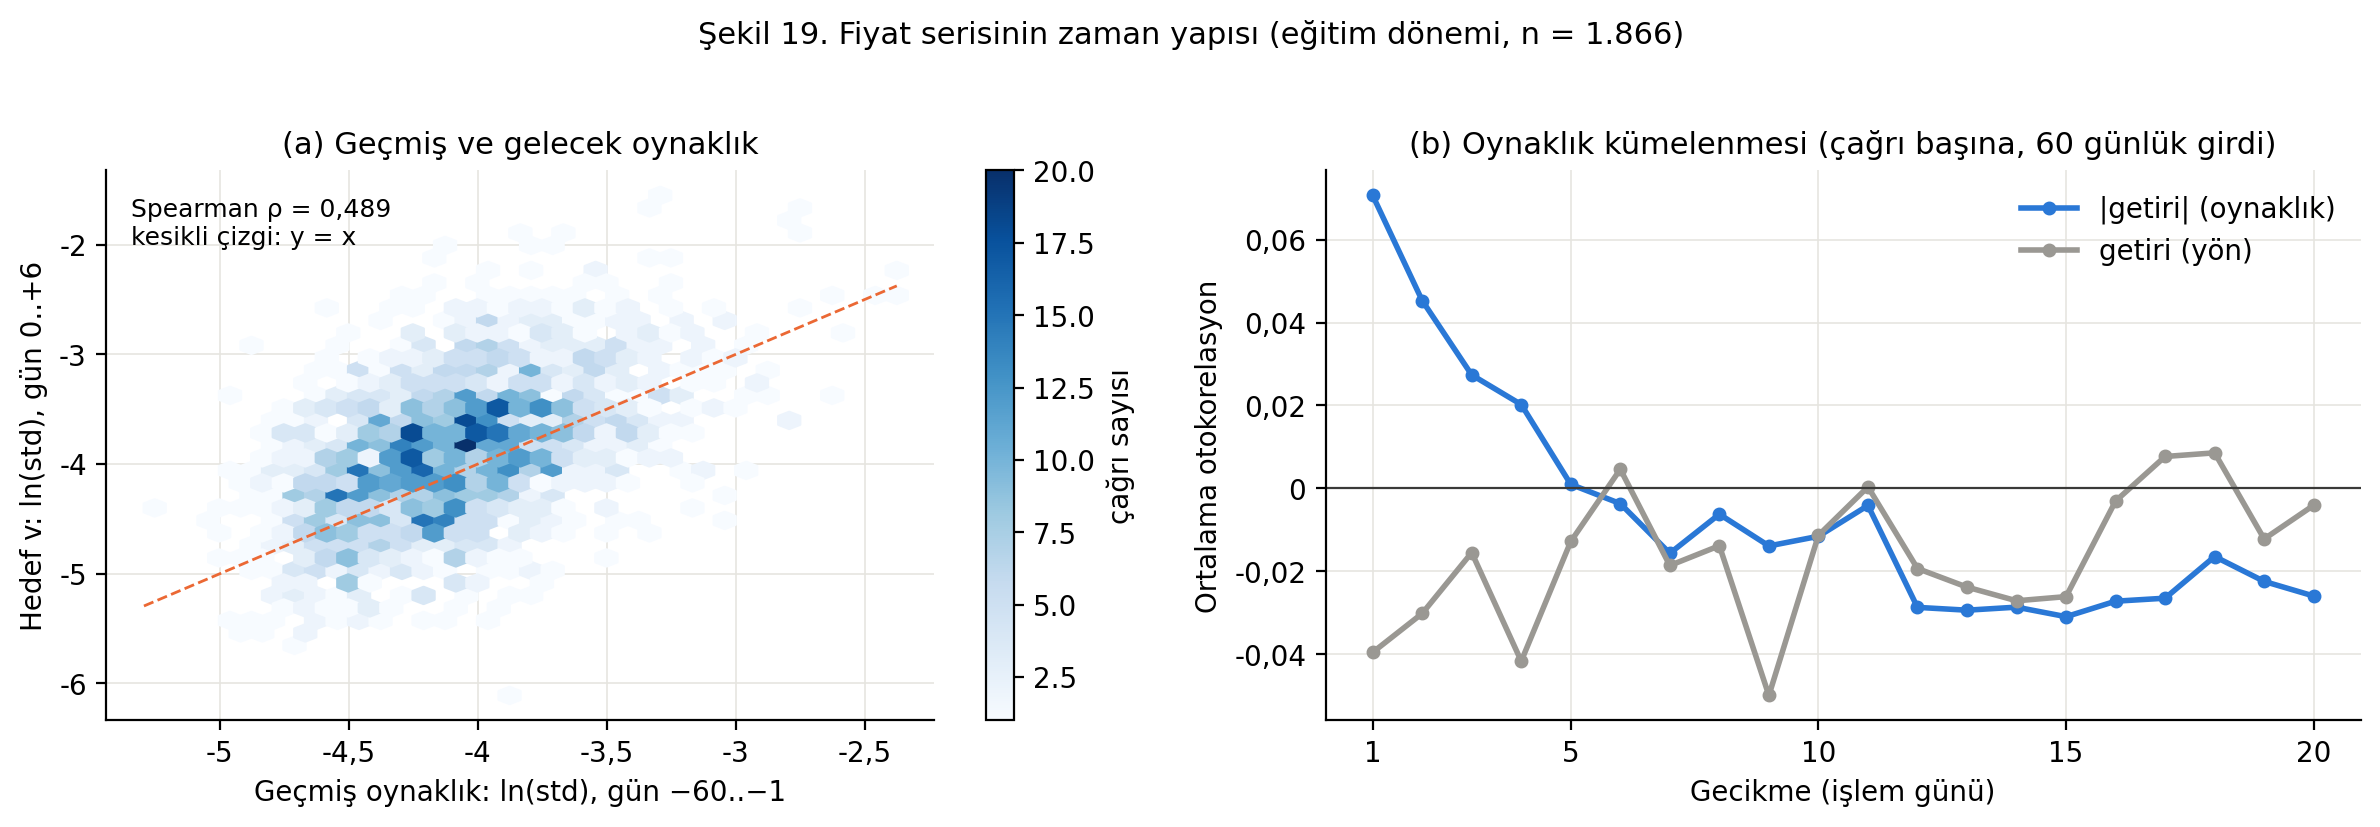 Şekil 19. Fiyat serisinin zaman yapısı (eğitim dönemi, n = 1.866)
(a) Geçmiş ve gelecek oynaklık
Spearman ρ = 0,489
kesikli çizgi: y = x
Hedef v: ln(std), gün 0..+6
-2
-3
-4
-5
-6
-5
-4,5
-4
-3,5
-3
-2,5
Geçmiş oynaklık: ln(std), gün −60..−1
20.0
17.5
15.0
12.5
10.0
7.5
5.0
2.5
çağrı sayısı
(b) Oynaklık kümelenmesi (çağrı başına, 60 günlük girdi)
|getiri| (oynaklık)
getiri (yön)
Ortalama otokorelasyon
0,06
0,04
0,02
0
-0,02
-0,04
1
5
10
15
20
Gecikme (işlem günü)